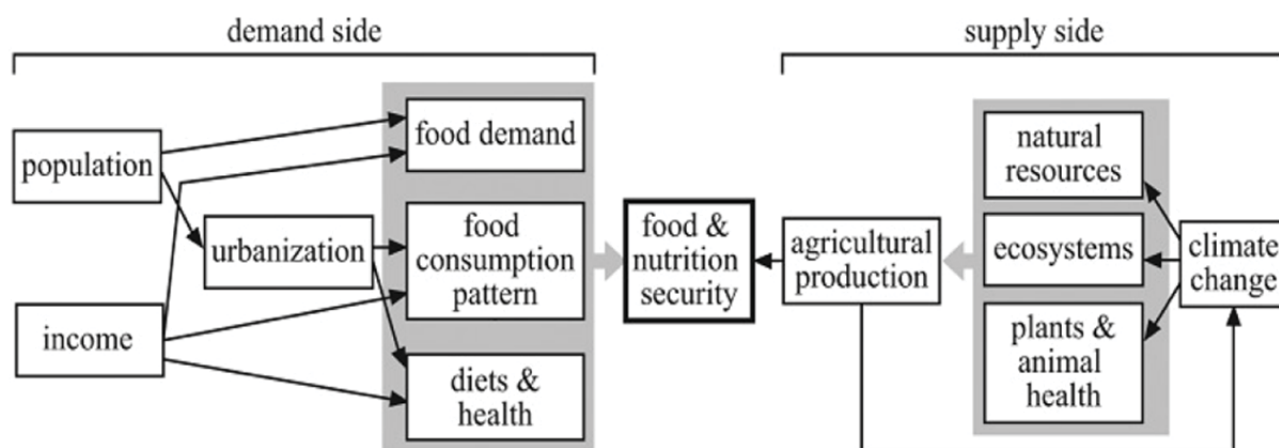 demand side
supply side
population
income
urbanization
food demand
food
consumption
pattern
diets &
health
food &
nutrition
security
agricultural
production
natural
resources
ecosystems
plants &
animal
health
climate
change